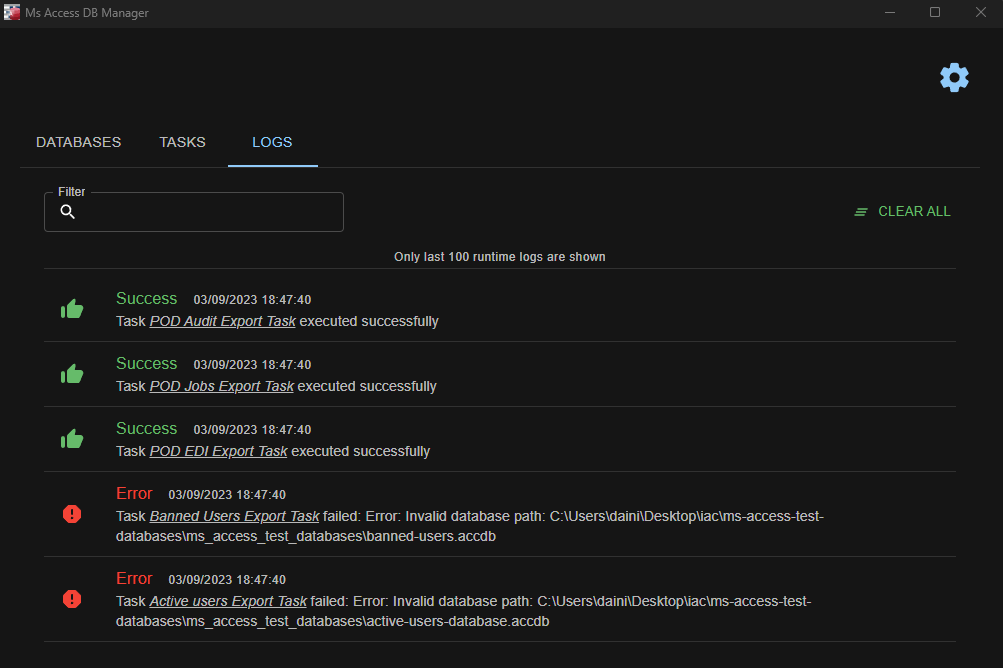 Ms Access DB Manager
DATABASES TASKS LOGS
Filter
CLEAR ALL
Only last 100 runtime logs are shown
Success 03/09/2023 18:47:40
Task POD Audit Export Task executed successfully
Success 03/09/2023 18:47:40
Task POD Jobs Export Task executed successfully
Success 03/09/2023 18:47:40
Task POD EDI Export Task executed successfully
Error 03/09/2023 18:47:40
Task Banned Users Export Task failed: Error: Invalid database path: C:\Users\daini\Desktop\iac\ms-access-test-
databases\ms_access_test_databases\banned-users.accdb
Error 03/09/2023 18:47:40
Task Active users Export Task failed: Error: Invalid database path: C:\Users\daini\Desktop\iac\ms-access-test-
databases\ms_access_test_databases\active-users-database.accdb